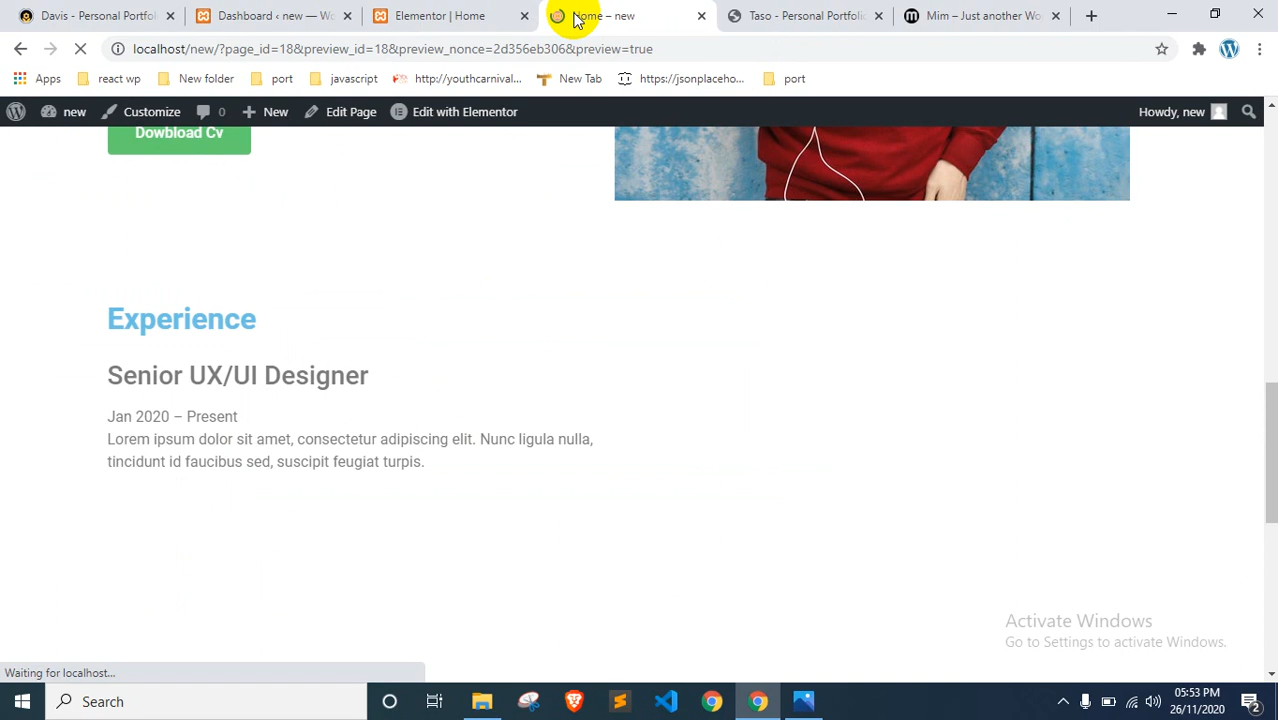 Davis - Personal Portfol
Dashboard < new — Wo
Elementor | Home
Home – new
Taso - Personal Portfolio
Mim – Just another Wo
localhost/new/?page_id=18&preview_id=18&preview_nonce=2d356eb306&preview=true
Apps
react wp
New folder
port
javascript
http://youthcarnival...
New Tab
https://jsonplaceho...
port
new
Customize
0
New
Edit Page
Edit with Elementor
Howdy, new
Dowbload Cv
Experience
Senior UX/UI Designer
Jan 2020 – Present
Lorem ipsum dolor sit amet, consectetur adipiscing elit. Nunc ligula nulla,
tincidunt id faucibus sed, suscipit feugiat turpis.
Activate Windows
Go to Settings to activate Windows.
Waiting for localhost...
Search
05:53 PM
26/11/2020
2